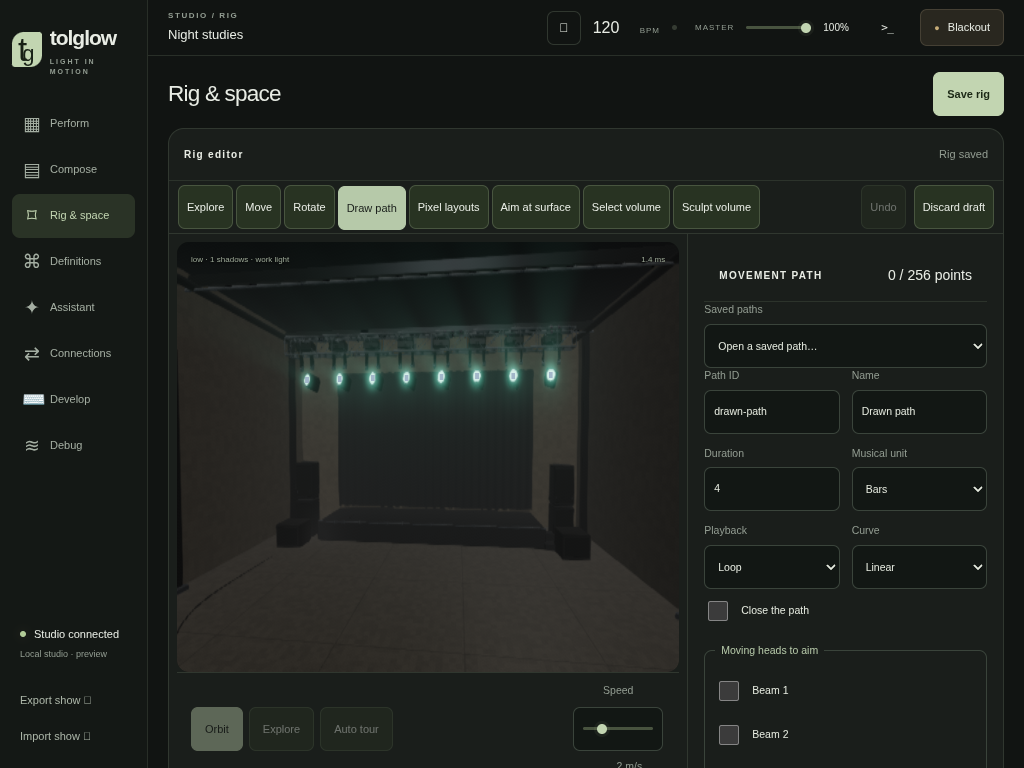 tg tolglow
LIGHT IN
MOTION
Perform
Compose
Rig & space
Definitions
Assistant
Connections
Develop
Debug
Studio connected
Local studio · preview
Export show
Import show
STUDIO / RIG
Night studies
120 BPM
MASTER 100%
>_
Blackout
Rig & space
Save rig
Rig editor
Rig saved
Explore Move Rotate Draw path Pixel layouts Aim at surface Select volume Sculpt volume Undo Discard draft
low · 1 shadows · work light
1.4 ms
Orbit Explore Auto tour
Speed
2 m/s
MOVEMENT PATH 0 / 256 points
Saved paths
Open a saved path...
Path ID Name
drawn-path Drawn path
Duration Musical unit
4 Bars
Playback Curve
Loop Linear
Close the path
Moving heads to aim
Beam 1
Beam 2